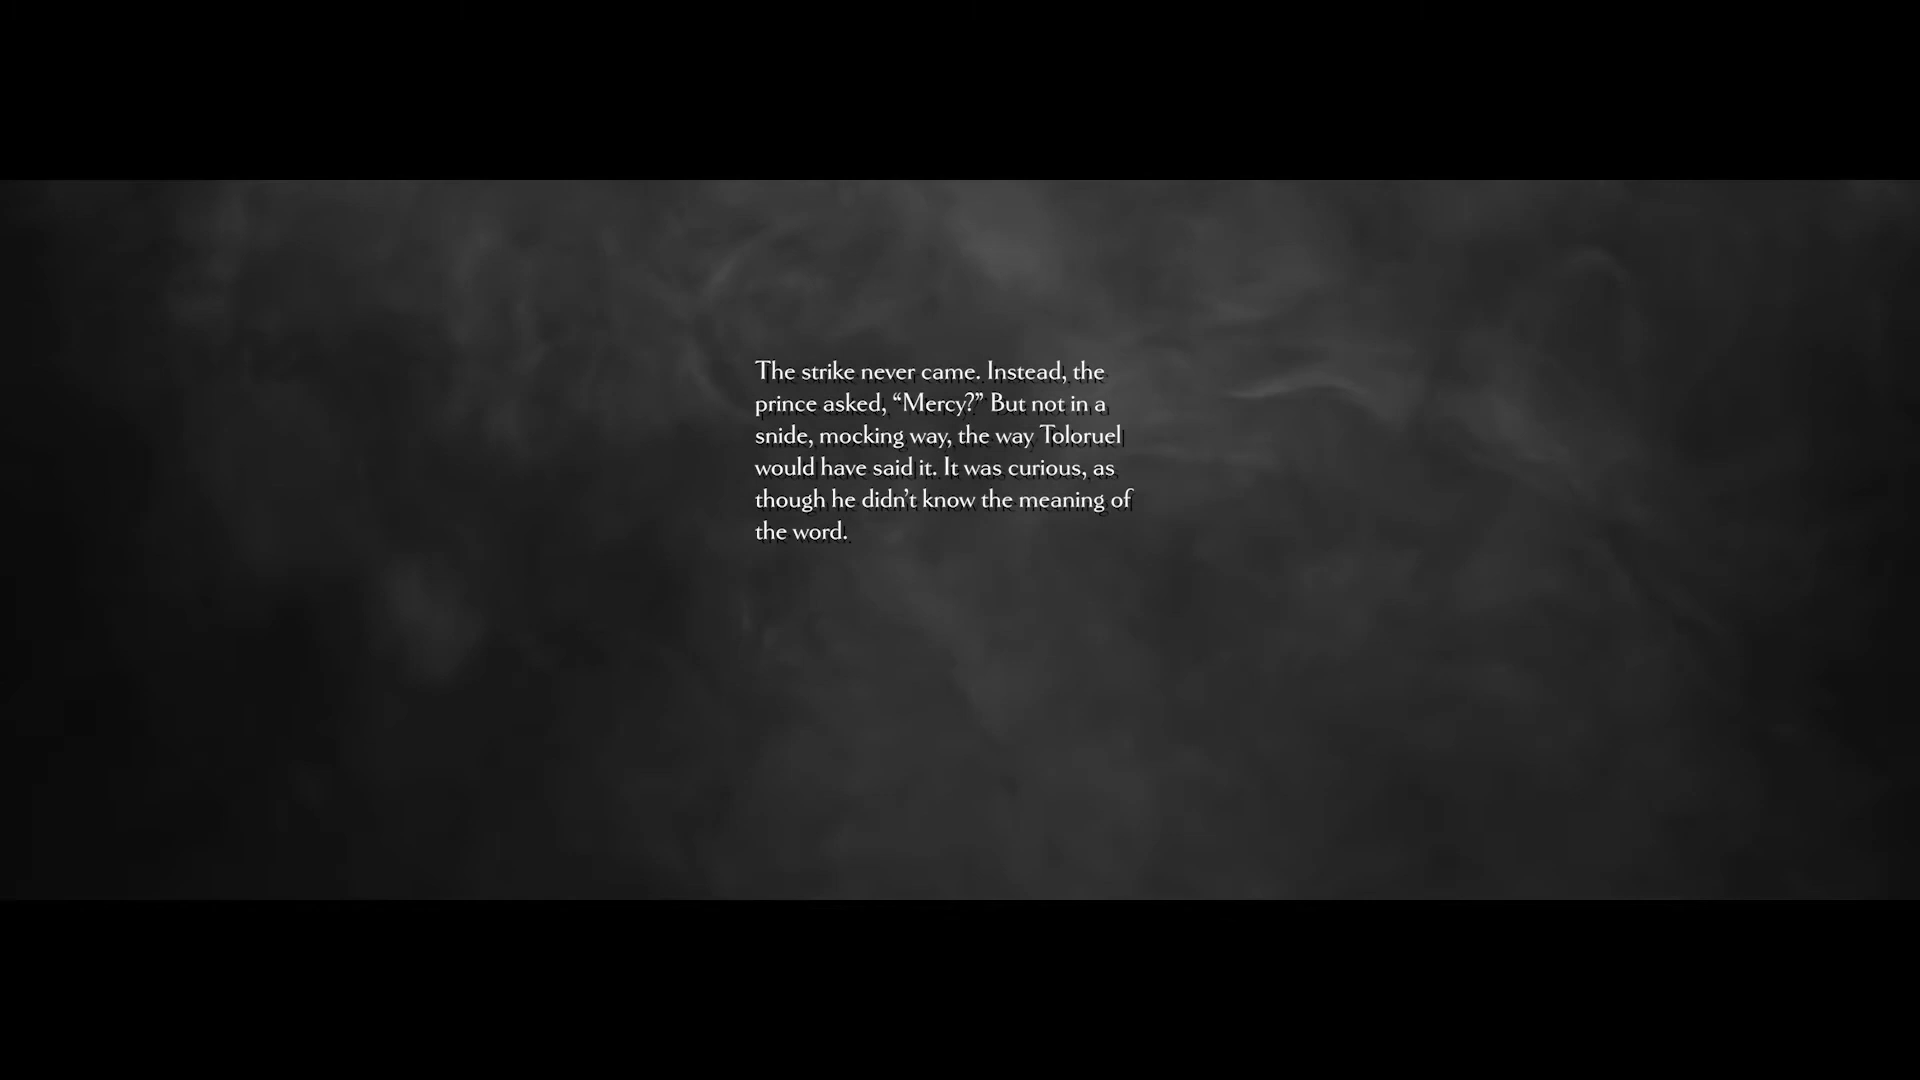 The strike never came. Instead, the
prince asked, “Mercy?” But not in a
snide, mocking way, the way Toloruel
would have said it. It was curious, as
though he didn’t know the meaning of
the word.